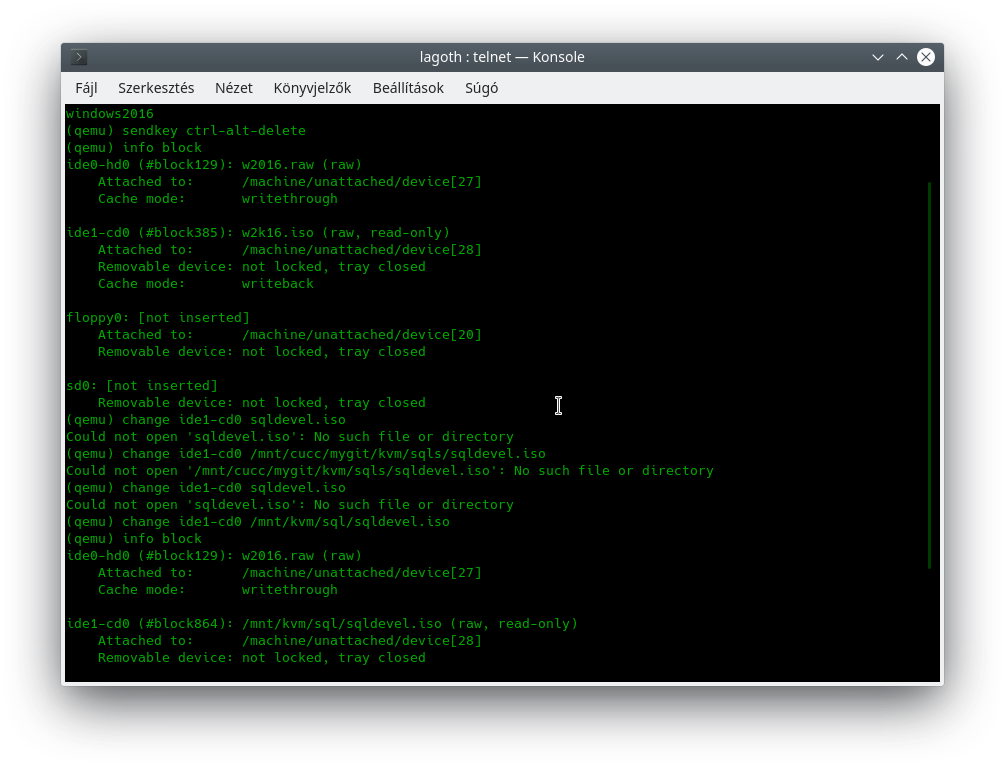 lagoth : telnet — Konsole
Fájl Szerkesztés Nézet Könyvjelzők Beállítások Súgó
windows2016
(qemu) sendkey ctrl-alt-delete
(qemu) info block
ide0-hd0 (#block129): w2016.raw (raw)
    Attached to:      /machine/unattached/device[27]
    Cache mode:       writethrough

ide1-cd0 (#block385): w2k16.iso (raw, read-only)
    Attached to:      /machine/unattached/device[28]
    Removable device: not locked, tray closed
    Cache mode:       writeback

floppy0: [not inserted]
    Attached to:      /machine/unattached/device[20]
    Removable device: not locked, tray closed

sd0: [not inserted]
    Removable device: not locked, tray closed
(qemu) change ide1-cd0 sqldevel.iso
Could not open 'sqldevel.iso': No such file or directory
(qemu) change ide1-cd0 /mnt/cucc/mygit/kvm/sqls/sqldevel.iso
Could not open '/mnt/cucc/mygit/kvm/sqls/sqldevel.iso': No such file or directory
(qemu) change ide1-cd0 sqldevel.iso
Could not open 'sqldevel.iso': No such file or directory
(qemu) change ide1-cd0 /mnt/kvm/sql/sqldevel.iso
(qemu) info block
ide0-hd0 (#block129): w2016.raw (raw)
    Attached to:      /machine/unattached/device[27]
    Cache mode:       writethrough

ide1-cd0 (#block864): /mnt/kvm/sql/sqldevel.iso (raw, read-only)
    Attached to:      /machine/unattached/device[28]
    Removable device: not locked, tray closed